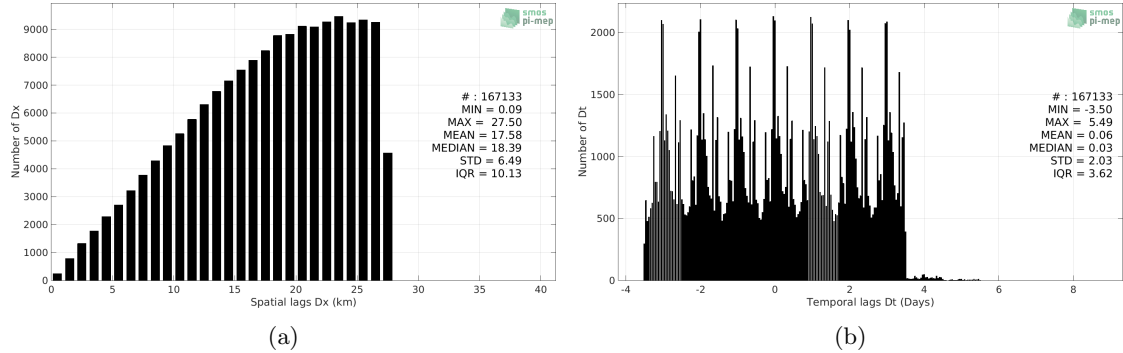 smos
pi-mep
9000
8000
7000
6000
5000
4000
3000
2000
1000
0
Number of Dx
# : 167133
MIN = 0.09
MAX = 27.50
MEAN = 17.58
MEDIAN = 18.39
STD = 6.49
IQR = 10.13
0 5 10 15 20 25 30 35 40
Spatial lags Dx (km)
(a)
smos
pi-mep
2000
1500
1000
500
0
Number of Dt
# : 167133
MIN = -3.50
MAX = 5.49
MEAN = 0.06
MEDIAN = 0.03
STD = 2.03
IQR = 3.62
-4 -2 0 2 4 6 8
Temporal lags Dt (Days)
(b)